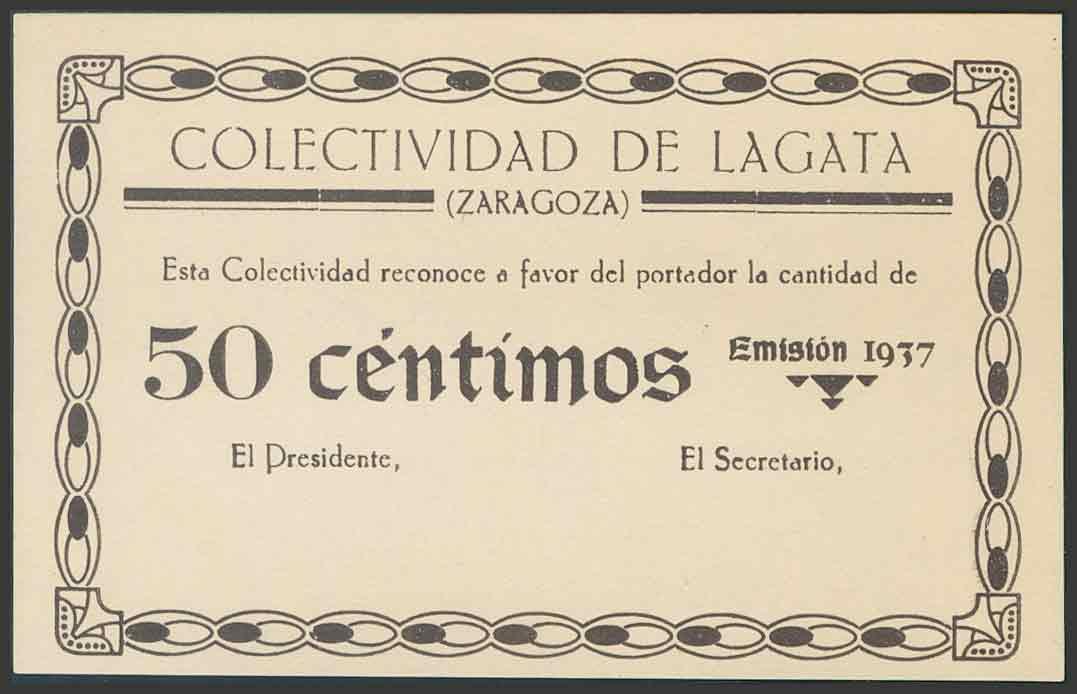 COLECTIVIDAD DE LAGATA
(ZARAGOZA)
Esta Colectividad reconoce a favor del portador la cantidad de
50 céntimos
Emisión 1937
El Presidente,
El Secretario,